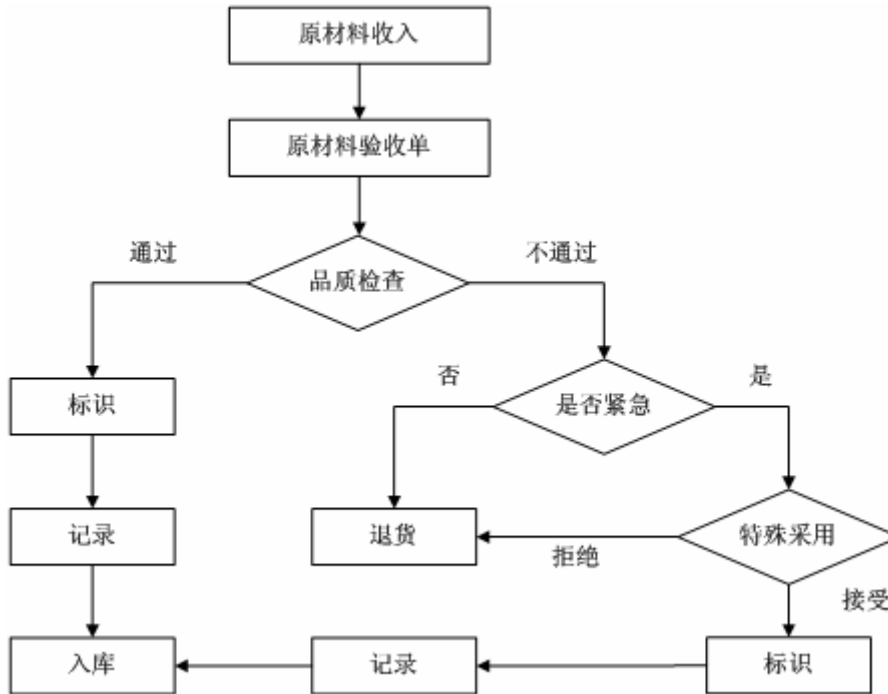 原材料收入
原材料验收单
通过
不通过
品质检查
否
是
标识
是否紧急
记录
退货
特殊采用
拒绝
接受
入库
记录
标识